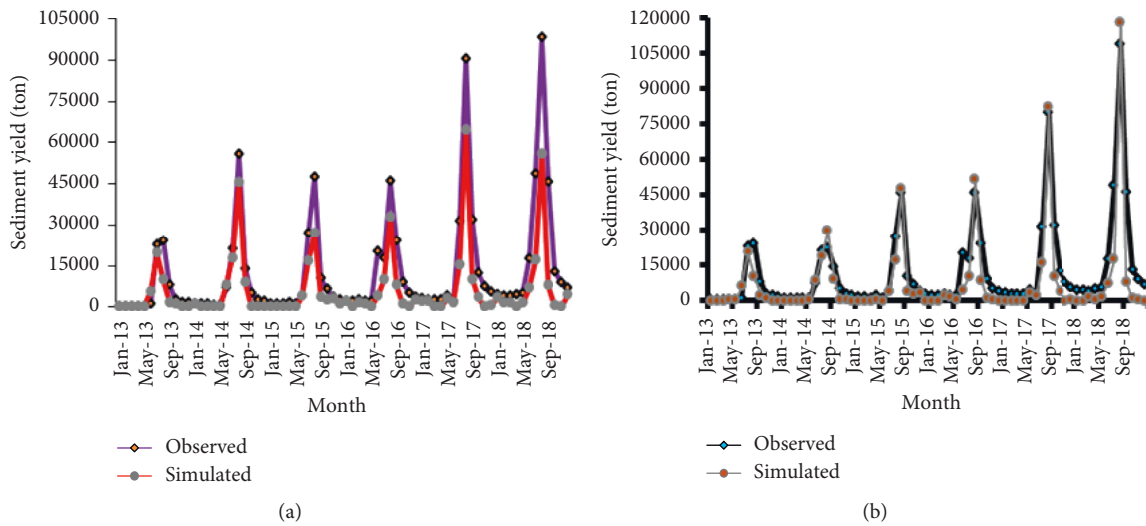 105000
90000
75000
60000
45000
30000
15000
0
Sediment yield (ton)
Jan-13
May-13
Sep-13
Jan-14
May-14
Sep-14
Jan-15
May-15
Sep-15
Jan-16
May-16
Sep-16
Jan-17
May-17
Sep-17
Jan-18
May-18
Sep-18
Month
Observed
Simulated
(a)
120000
105000
90000
75000
60000
45000
30000
15000
0
Sediment yield (ton)
Jan-13
May-13
Sep-13
Jan-14
May-14
Sep-14
Jan-15
May-15
Sep-15
Jan-16
May-16
Sep-16
Jan-17
May-17
Sep-17
Jan-18
May-18
Sep-18
Month
Observed
Simulated
(b)